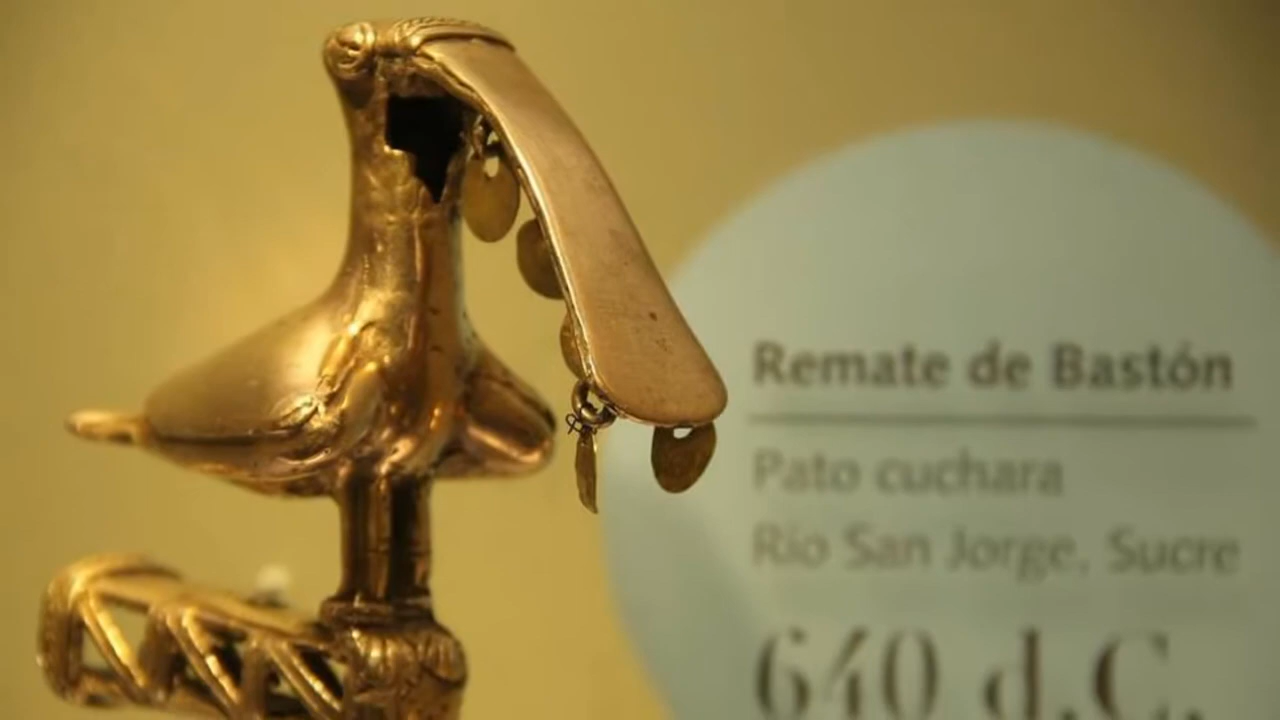 Remate de Bastón
Pato cuchara
Río San Jorge, Sucre
640 d.C.